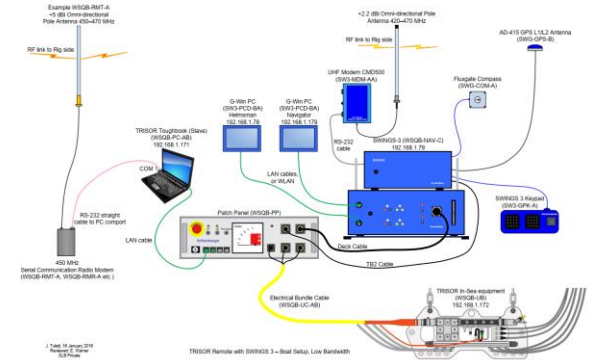 Example WSQB-RMT-A
+5 dBi Omni-directional
Pole Antenna 450–470 MHz
RF link to Rig side
+2.2 dBi Omni-directional Pole
Antenna 420–470 MHz
RF link to Rig side
AD-415 GPS L1/L2 Antenna
(SWG-GPS-B)
UHF Modem CMD500
(SW3-MDM-AA)
Fluxgate Compass
(SWG-COM-A)
G-Win PC
(SW3-PCD-BA)
Helmsman
192.168.1.78
G-Win PC
(SW3-PCD-BA)
Navigator
192.168.1.179
TRISOR Toughbook (Slave)
(WSQB-PC-AB)
192.168.1.171
COM
RS-232
cable
SWINGS-3 (WSQB-NAV-C)
192.168.1.79
LAN cables,
or WLAN
SWINGS 3 Keypad
(SW3-GPK-A)
RS-232 straight
cable to PC comport
Patch Panel (WSQB-PP)
LAN cable
Deck Cable
TB2 Cable
450 MHz
Serial Communication Radio Modem
(WSQB-RMT-A, WSQB-RMR-A etc.)
Electrical Bundle Cable
(WSQB-UC-AB)
TRISOR In-Sea equipment
(WSQB-UB)
192.168.1.172
J. Tulett, 16 January 2016
Reviewed, E. Hizmer
SLB Private
TRISOR Remote with SWINGS 3 – Boat Setup, Low Bandwidth